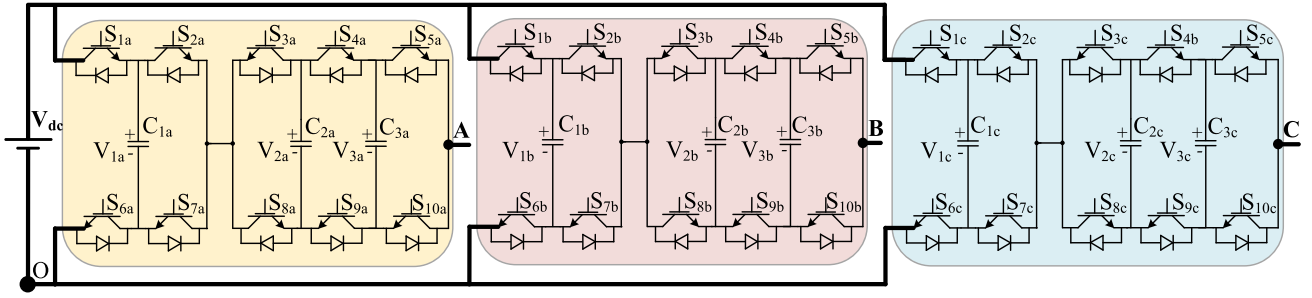 S1a S2a S3a S4a S5a S1b S2b S3b S4b S5b S1c S2c S3c S4b S5c
Vdc + C1a + C2a + C3a A + C1b + C2b + C3b B + C1c + C2c + C3c C
V1a - V2a - V3a - V1b - V2b - V3b - V1c - V2c - V3c -
S6a S7a S8a S9a S10a S6b S7b S8b S9b S10b S6c S7c S8c S9c S10c
O